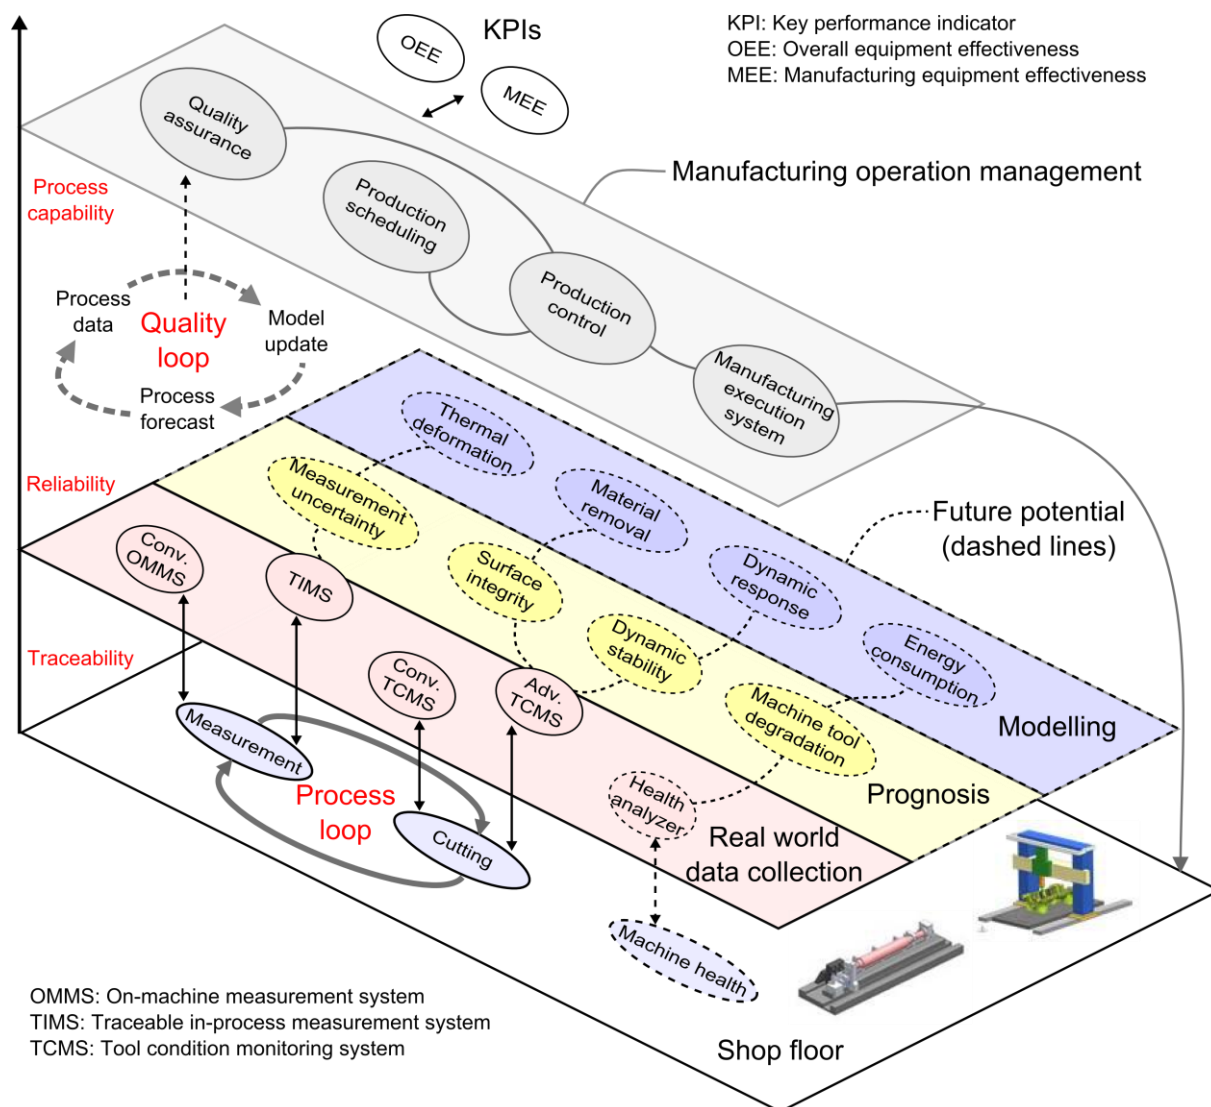 KPIs
OEE
MEE
KPI: Key performance indicator
OEE: Overall equipment effectiveness
MEE: Manufacturing equipment effectiveness
Quality
assurance
Production
scheduling
Production
control
Manufacturing
execution
system
Manufacturing operation management
Process
capability
Process
data
Quality
loop
Model
update
Process
forecast
Reliability
Traceability
Thermal
deformation
Material
removal
Dynamic
response
Energy
consumption
Modelling
Future potential
(dashed lines)
Measurement
uncertainty
Surface
integrity
Dynamic
stability
Machine tool
degradation
Prognosis
Conv.
OMMS
TIMS
Conv.
TCMS
Adv.
TCMS
Health
analyzer
Real world
data collection
Measurement
Process
loop
Cutting
Machine health
Shop floor
OMMS: On-machine measurement system
TIMS: Traceable in-process measurement system
TCMS: Tool condition monitoring system